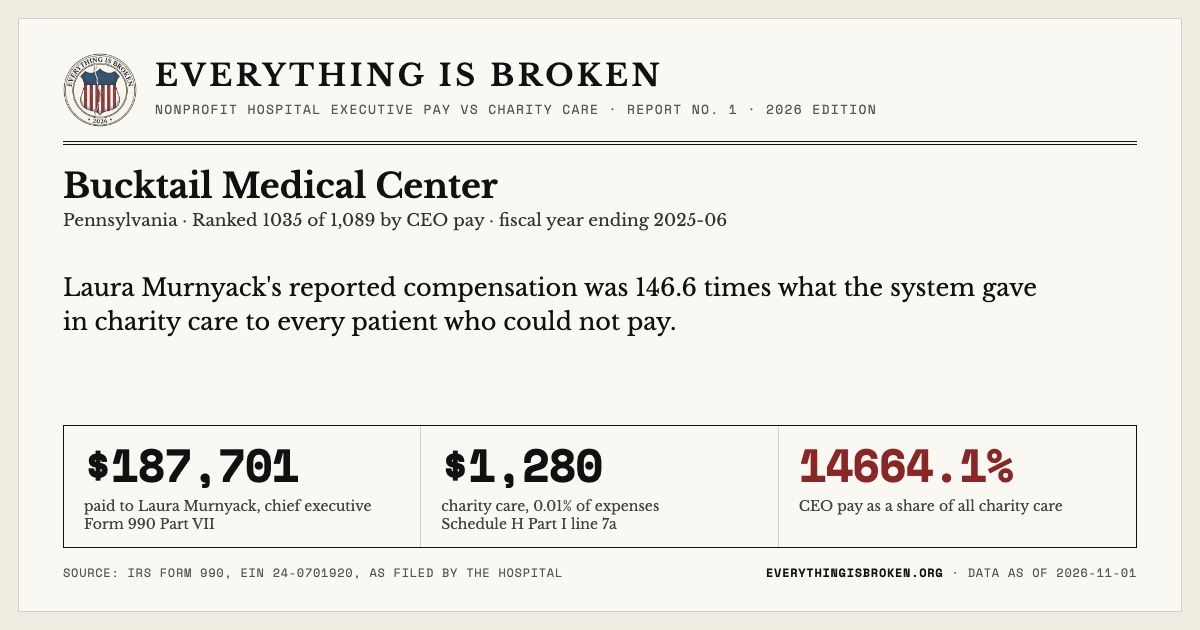 EVERYTHING IS BROKEN
2026
EVERYTHING IS BROKEN
NONPROFIT HOSPITAL EXECUTIVE PAY VS CHARITY CARE · REPORT NO. 1 · 2026 EDITION
Bucktail Medical Center
Pennsylvania · Ranked 1035 of 1,089 by CEO pay · fiscal year ending 2025-06
Laura Murnyack's reported compensation was 146.6 times what the system gave
in charity care to every patient who could not pay.
$187,701
paid to Laura Murnyack, chief executive
Form 990 Part VII
$1,280
charity care, 0.01% of expenses
Schedule H Part I line 7a
14664.1%
CEO pay as a share of all charity care
SOURCE: IRS FORM 990, EIN 24-0701920, AS FILED BY THE HOSPITAL
EVERYTHINGISBROKEN.ORG · DATA AS OF 2026-11-01